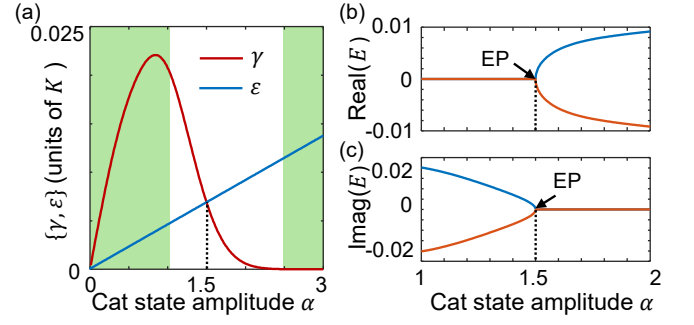 (a)
0.025
γ
ε
{γ, ε} (units of K)
0
0
1
1.5
3
Cat state amplitude α
(b)
0.01
EP
0
Real(E)
-0.01
(c)
0.02
EP
0
Imag(E)
-0.02
1
1.5
2
Cat state amplitude α